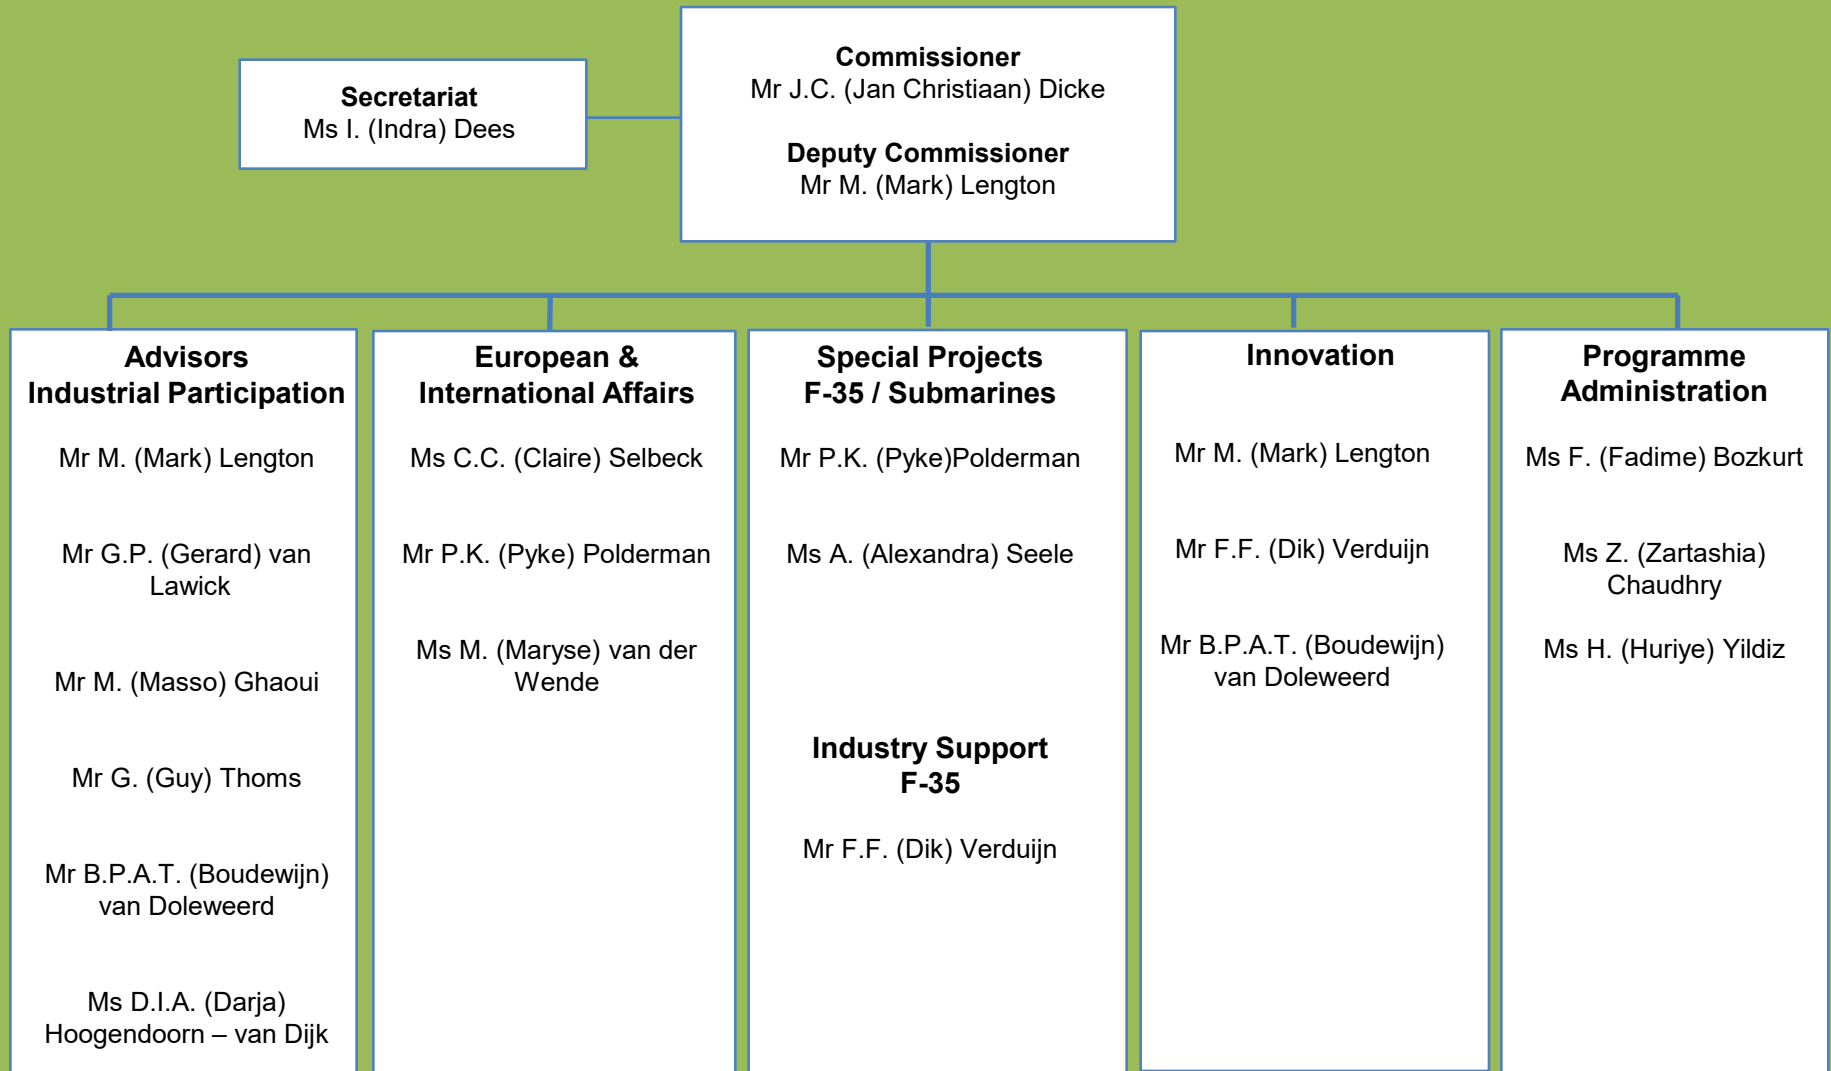 Secretariat
Ms I. (Indra) Dees
Commissioner
Mr J.C. (Jan Christiaan) Dicke
Deputy Commissioner
Mr M. (Mark) Lengton
Advisors
Industrial Participation
Mr M. (Mark) Lengton
Mr G.P. (Gerard) van
Lawick
Mr M. (Masso) Ghaoui
Mr G. (Guy) Thoms
Mr B.P.A.T. (Boudewijn)
van Doleweerd
Ms D.I.A. (Darja)
Hoogendoorn – van Dijk
European &
International Affairs
Ms C.C. (Claire) Selbeck
Mr P.K. (Pyke) Polderman
Ms M. (Maryse) van der
Wende
Special Projects
F-35 / Submarines
Mr P.K. (Pyke)Polderman
Ms A. (Alexandra) Seele
Industry Support
F-35
Mr F.F. (Dik) Verduijn
Innovation
Mr M. (Mark) Lengton
Mr F.F. (Dik) Verduijn
Mr B.P.A.T. (Boudewijn)
van Doleweerd
Programme
Administration
Ms F. (Fadime) Bozkurt
Ms Z. (Zartashia)
Chaudhry
Ms H. (Huriye) Yildiz